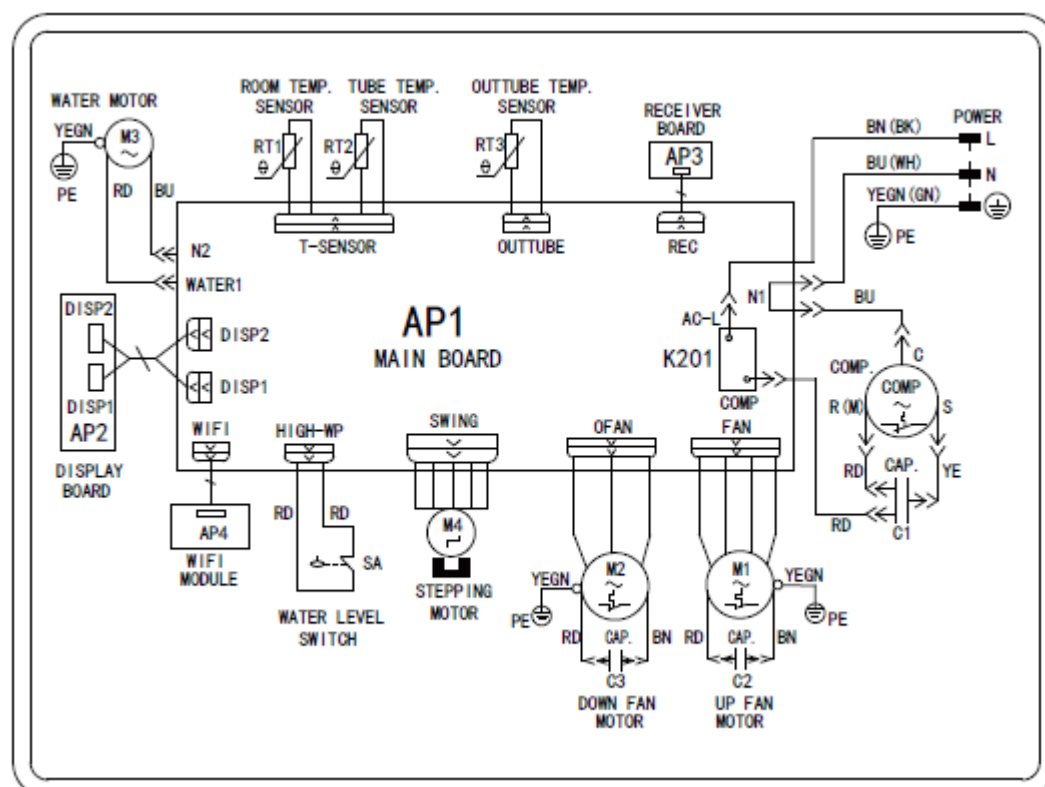 ROOM TEMP.
SENSOR
TUBE TEMP.
SENSOR
OUTTUBE TEMP.
SENSOR
RECEIVER
BOARD
WATER MOTOR
POWER
YEGN
M3
RT1
θ
RT2
θ
RT3
θ
AP3
BN(BK)
L
BU(WH)
N
YEGN(GN)
PE
PE
RD
BU
T-SENSOR
OUTTUBE
REC
N2
WATER1
N1
BU
AC-L
K201
COMP
AP1
MAIN BOARD
DISP2
DISP1
AP2
DISPLAY
BOARD
DISP2
DISP1
C
COMP.
COMP
R(M)
S
RD
CAP.
YE
C1
RD
WIFI
HIGH-WP
SWING
OFAN
FAN
AP4
WIFI
MODULE
RD
RD
SA
WATER LEVEL
SWITCH
M4
STEPPING
MOTOR
YEGN
PE
M2
RD
CAP.
BN
C3
DOWN FAN
MOTOR
M1
YEGN
PE
RD
CAP.
BN
C2
UP FAN
MOTOR